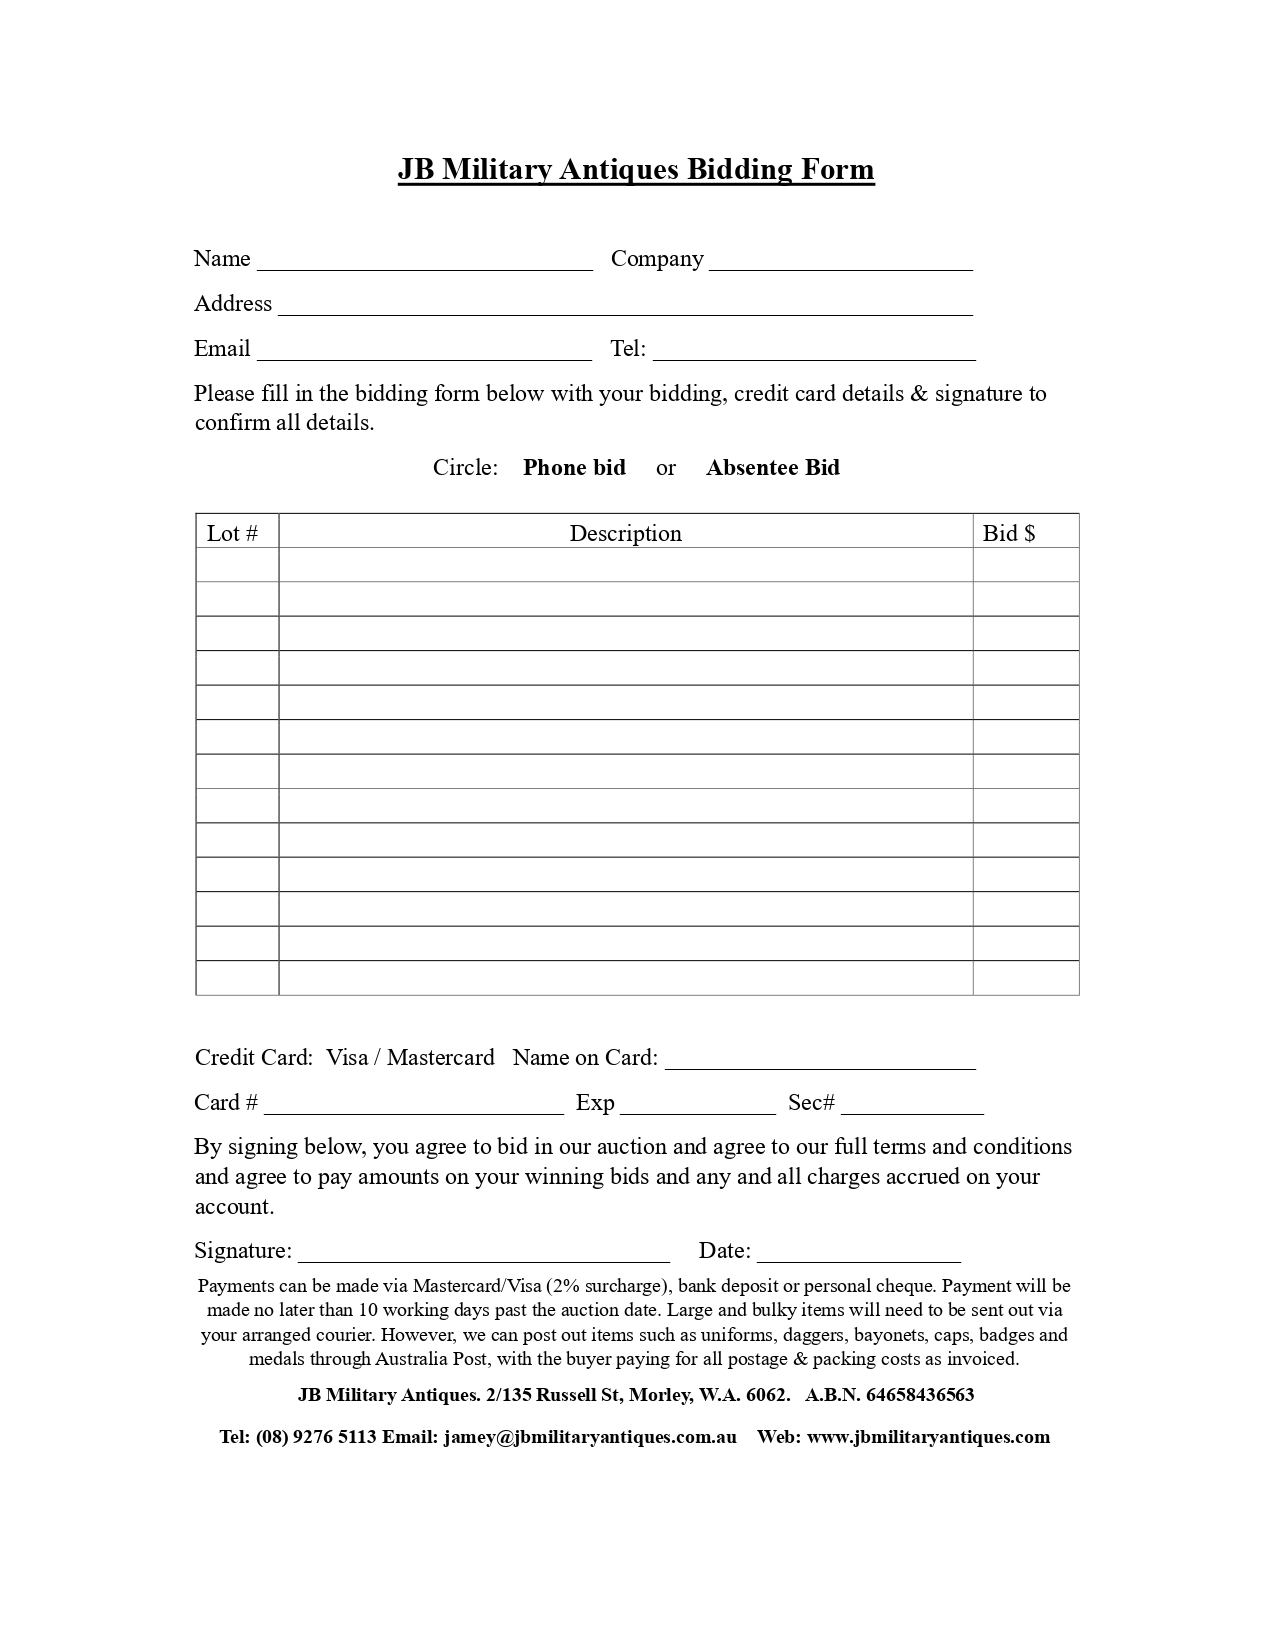 JB Military Antiques Bidding Form
Name ____________________________ Company ______________________
Address __________________________________________________________
Email ____________________________ Tel: ___________________________
Please fill in the bidding form below with your bidding, credit card details & signature to
confirm all details.
Circle: Phone bid or Absentee Bid
Lot # Description Bid $
Credit Card: Visa / Mastercard Name on Card: __________________________
Card # _________________________ Exp _____________ Sec# ____________
By signing below, you agree to bid in our auction and agree to our full terms and conditions
and agree to pay amounts on your winning bids and any and all charges accrued on your
account.
Signature: _______________________________ Date: _________________
Payments can be made via Mastercard/Visa (2% surcharge), bank deposit or personal cheque. Payment will be
made no later than 10 working days past the auction date. Large and bulky items will need to be sent out via
your arranged courier. However, we can post out items such as uniforms, daggers, bayonets, caps, badges and
medals through Australia Post, with the buyer paying for all postage & packing costs as invoiced.
JB Military Antiques. 2/135 Russell St, Morley, W.A. 6062. A.B.N. 64658436563
Tel: (08) 9276 5113 Email: jamey@jbmilitaryantiques.com.au Web: www.jbmilitaryantiques.com